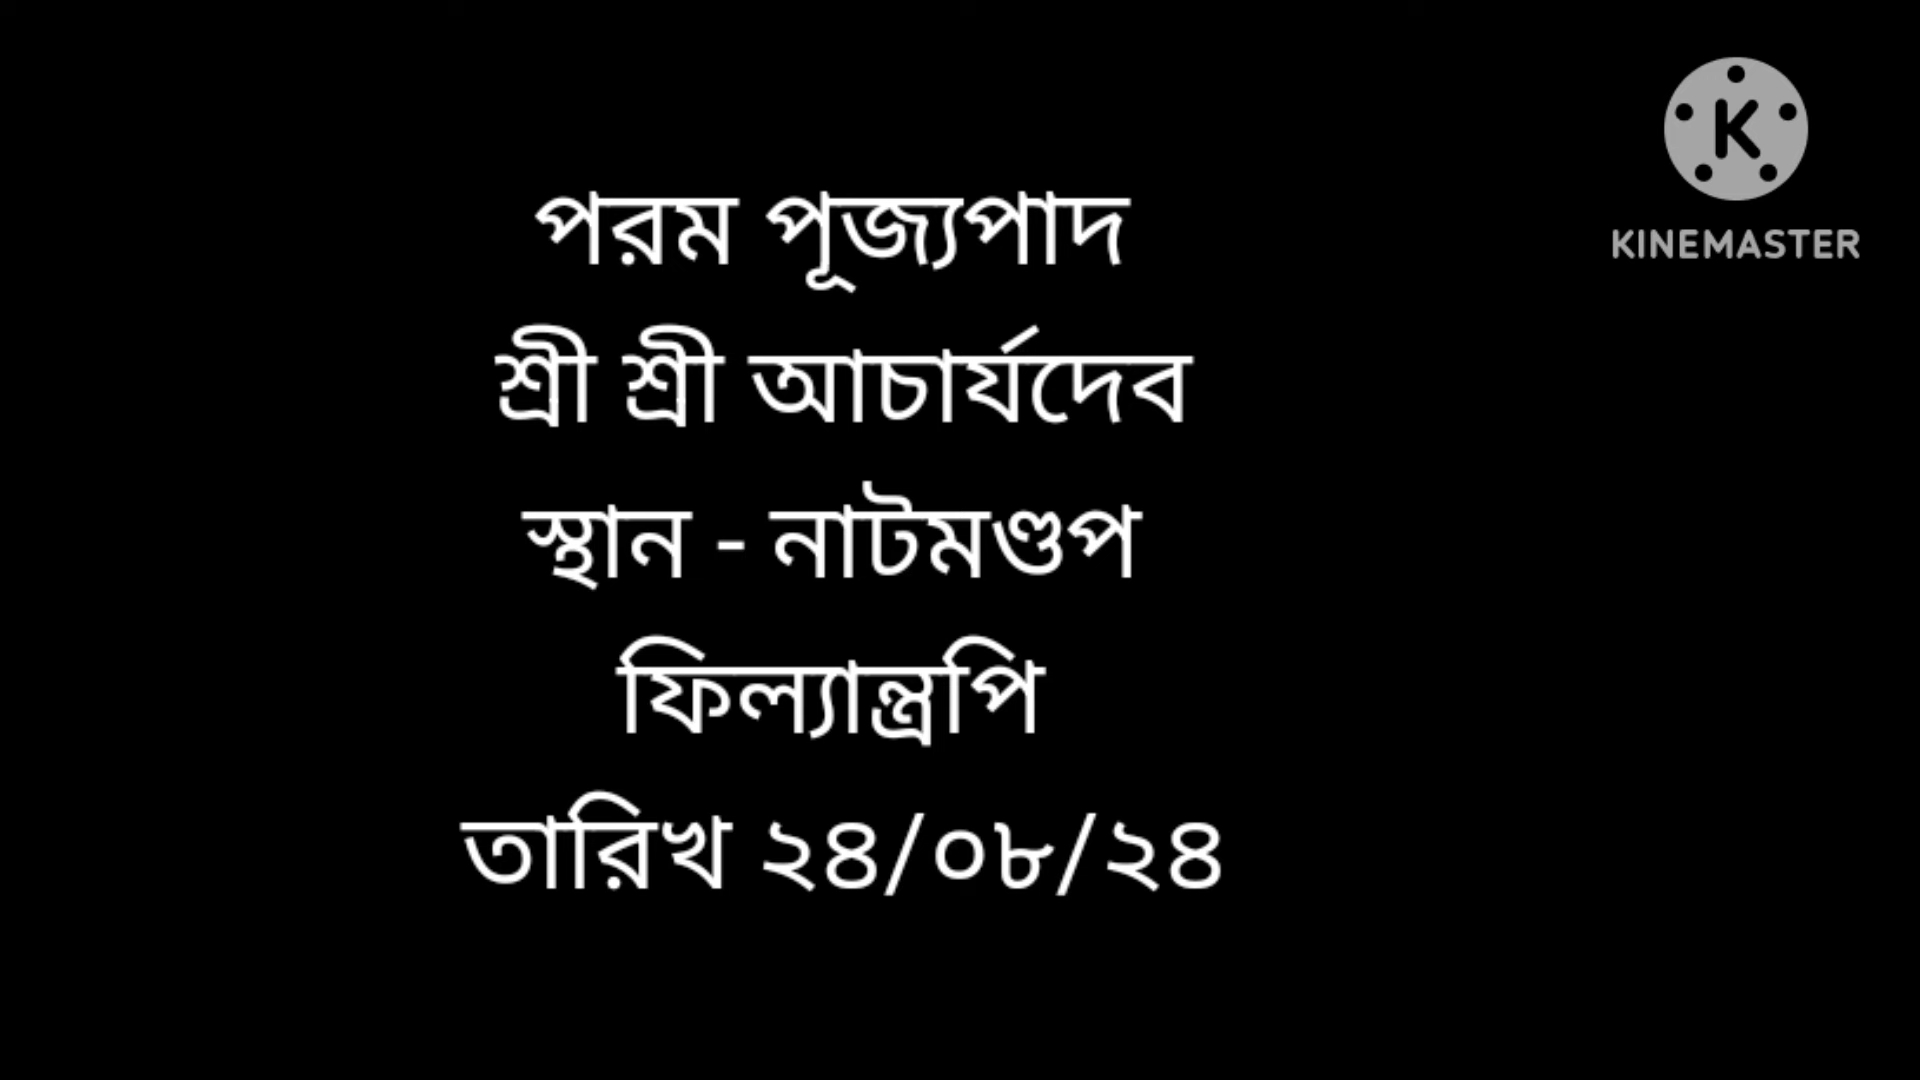 পরম পূজ্যপাদ
শ্রী শ্রী আচার্যদেব
স্থান - নাটমণ্ডপ
ফিল্যান্ত্রপি
তারিখ ২৪/০৮/২৪
KINEMASTER